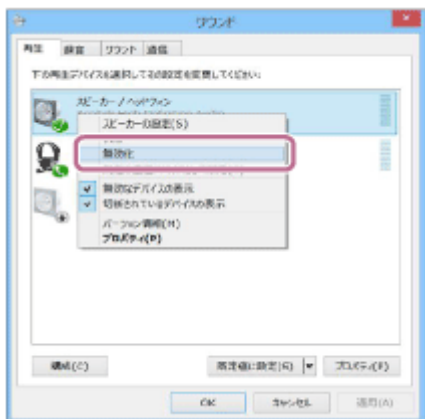 サウンド
再生 録音 サウンド 通信
下の再生デバイスを選択してその設定を変更してください:
スピーカー / ヘッドフォン
スピーカーの設定(S)
無効化
無効なデバイスの表示
切断されているデバイスの表示
プロパティ(P)
構成(C) 既定値に設定(S) プロパティ(P)
OK キャンセル 適用(A)